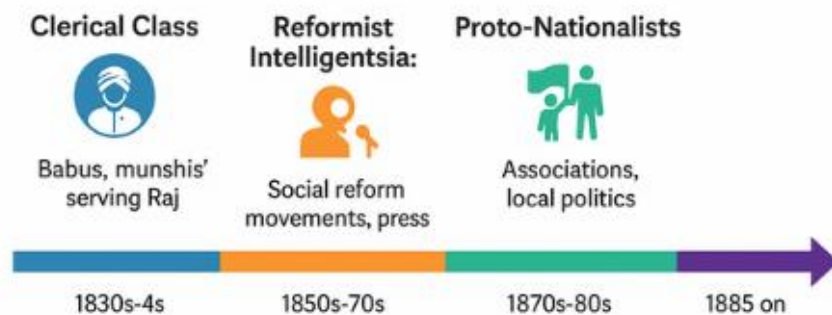 Clerical Class
Babus, munshis'
serving Raj
Reformist
Intelligentsia:
Social reform
movements, press
Proto-Nationalists
Associations,
local politics
1830s-4s
1850s-70s
1870s-80s
1885 on